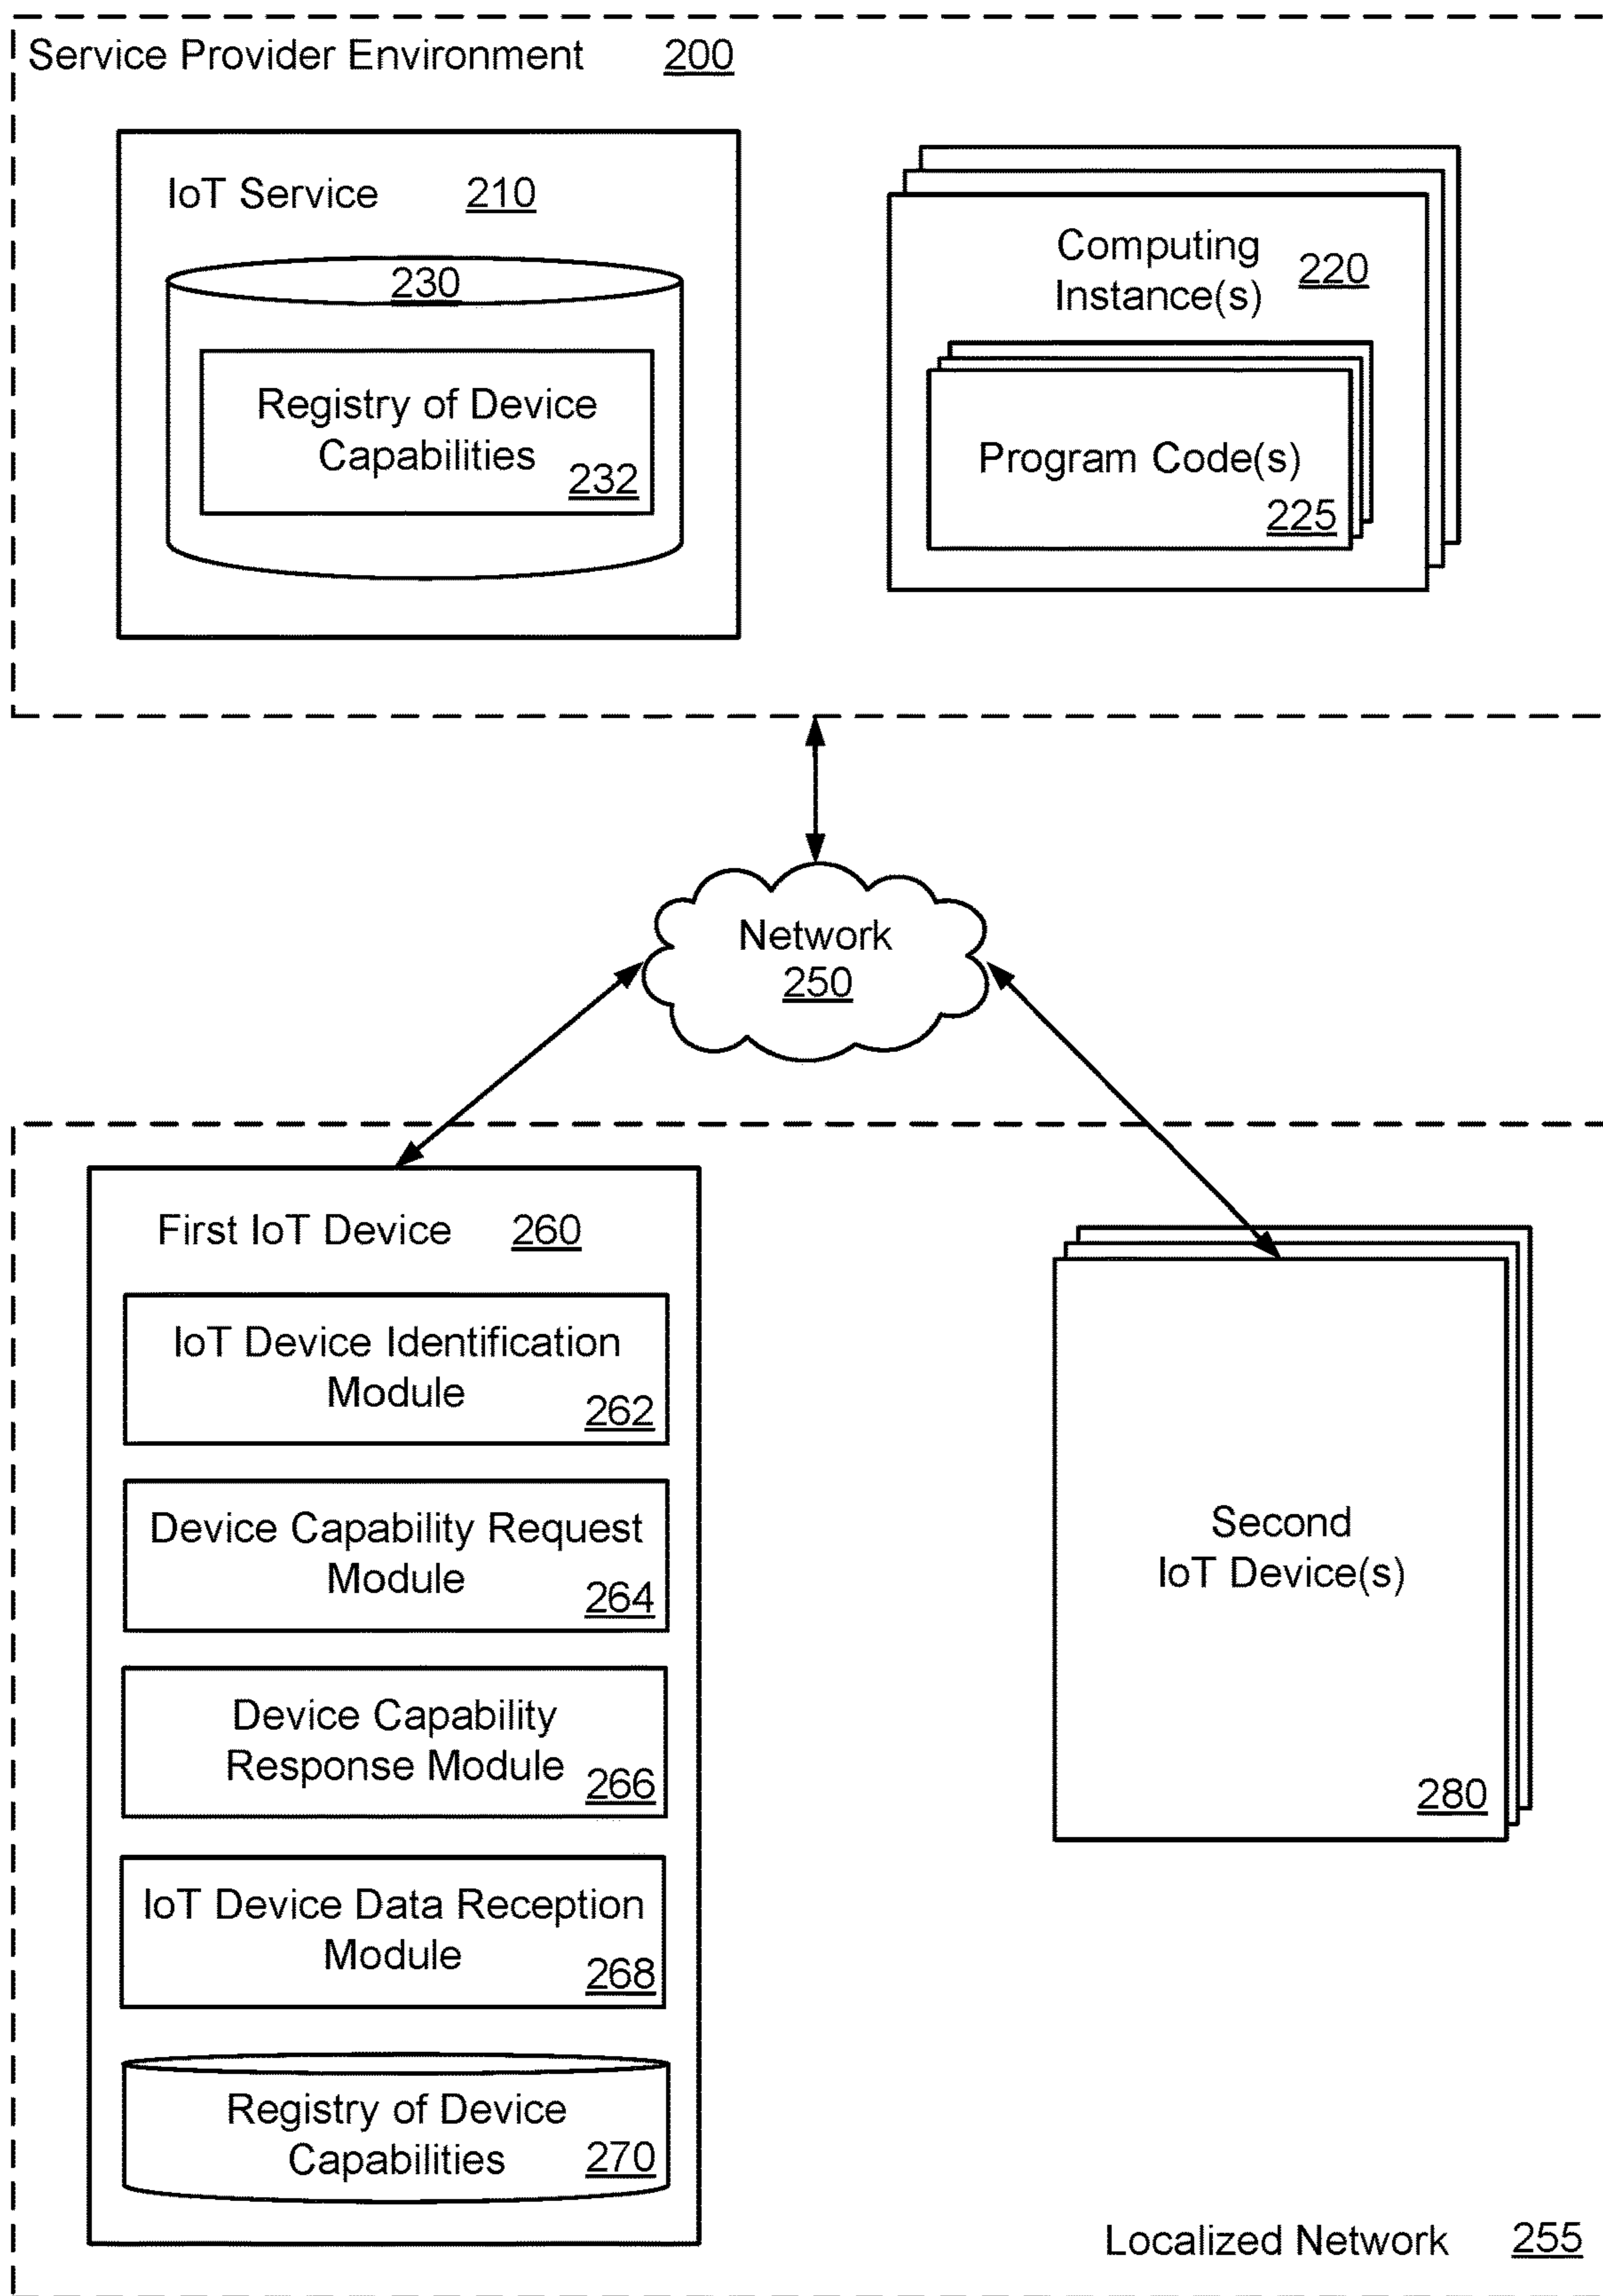 Service Provider Environment 200
IoT Service 210
230
Registry of Device
Capabilities
232
Computing
Instance(s)
220
Program Code(s)
225
Network
250
First IoT Device 260
IoT Device Identification
Module
262
Device Capability Request
Module
264
Device Capability
Response Module
266
IoT Device Data Reception
Module
268
Registry of Device
Capabilities
270
Second
IoT Device(s)
280
Localized Network 255